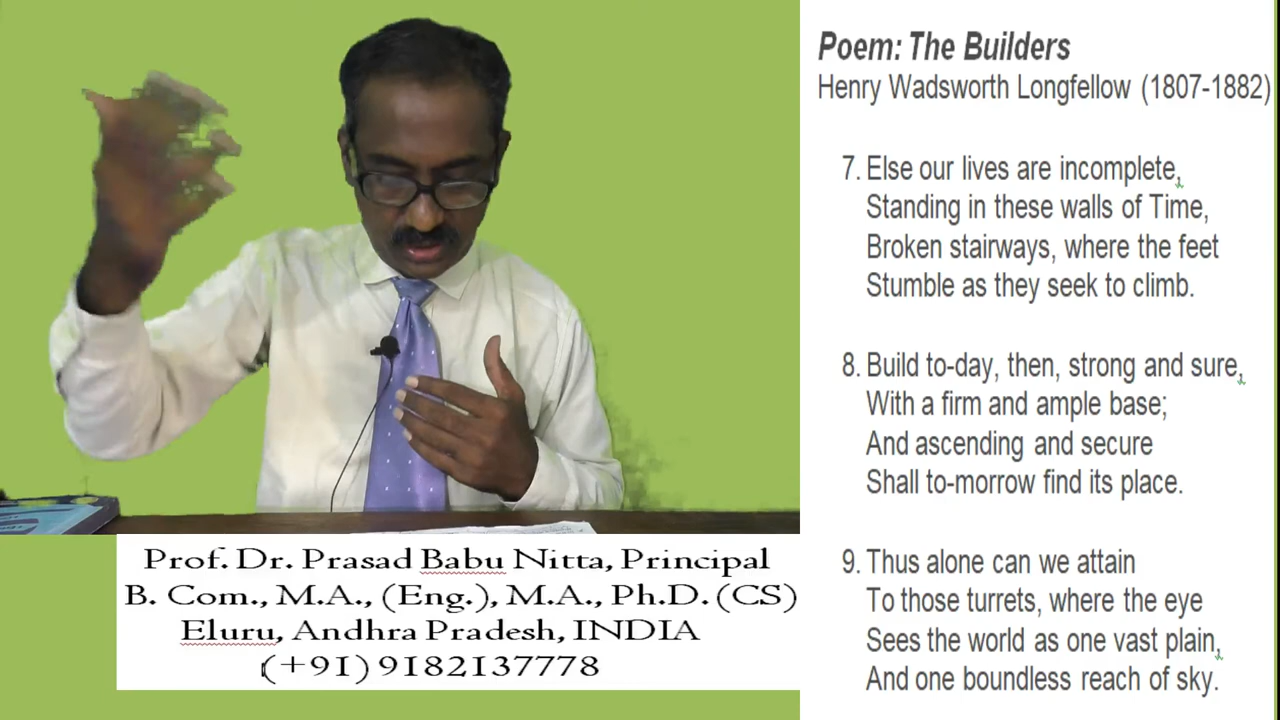 Poem: The Builders
Henry Wadsworth Longfellow (1807-1882)
7. Else our lives are incomplete,
Standing in these walls of Time,
Broken stairways, where the feet
Stumble as they seek to climb.
8. Build to-day, then, strong and sure,
With a firm and ample base;
And ascending and secure
Shall to-morrow find its place.
9. Thus alone can we attain
To those turrets, where the eye
Sees the world as one vast plain,
And one boundless reach of sky.
Prof. Dr. Prasad Babu Nitta, Principal
B. Com., M.A., (Eng.), M.A., Ph.D. (CS)
Eluru, Andhra Pradesh, INDIA
(+91) 9182137778